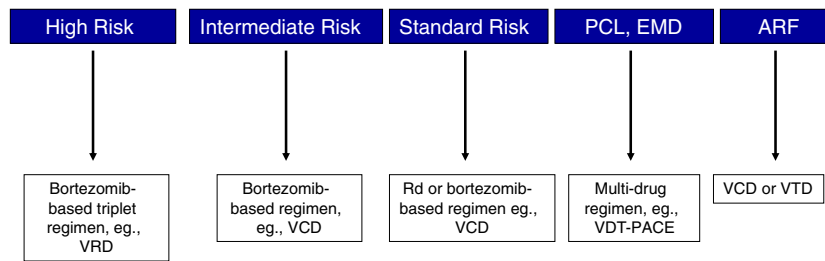 High Risk
Intermediate Risk
Standard Risk
PCL, EMD
ARF
Bortezomib-
based triplet
regimen, eg.,
VRD
Bortezomib-
based regimen,
eg., VCD
Rd or bortezomib-
based regimen eg.,
VCD
Multi-drug
regimen, eg.,
VDT-PACE
VCD or VTD